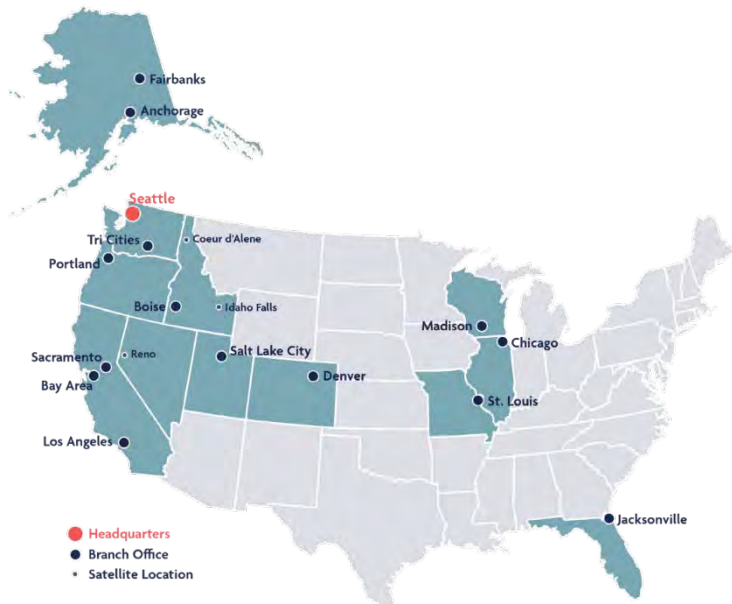 Fairbanks
Anchorage
Seattle
Tri Cities
Coeur d'Alene
Portland
Boise
Idaho Falls
Madison
Chicago
Sacramento
Reno
Salt Lake City
Bay Area
Denver
St. Louis
Los Angeles
Jacksonville
Headquarters
Branch Office
Satellite Location